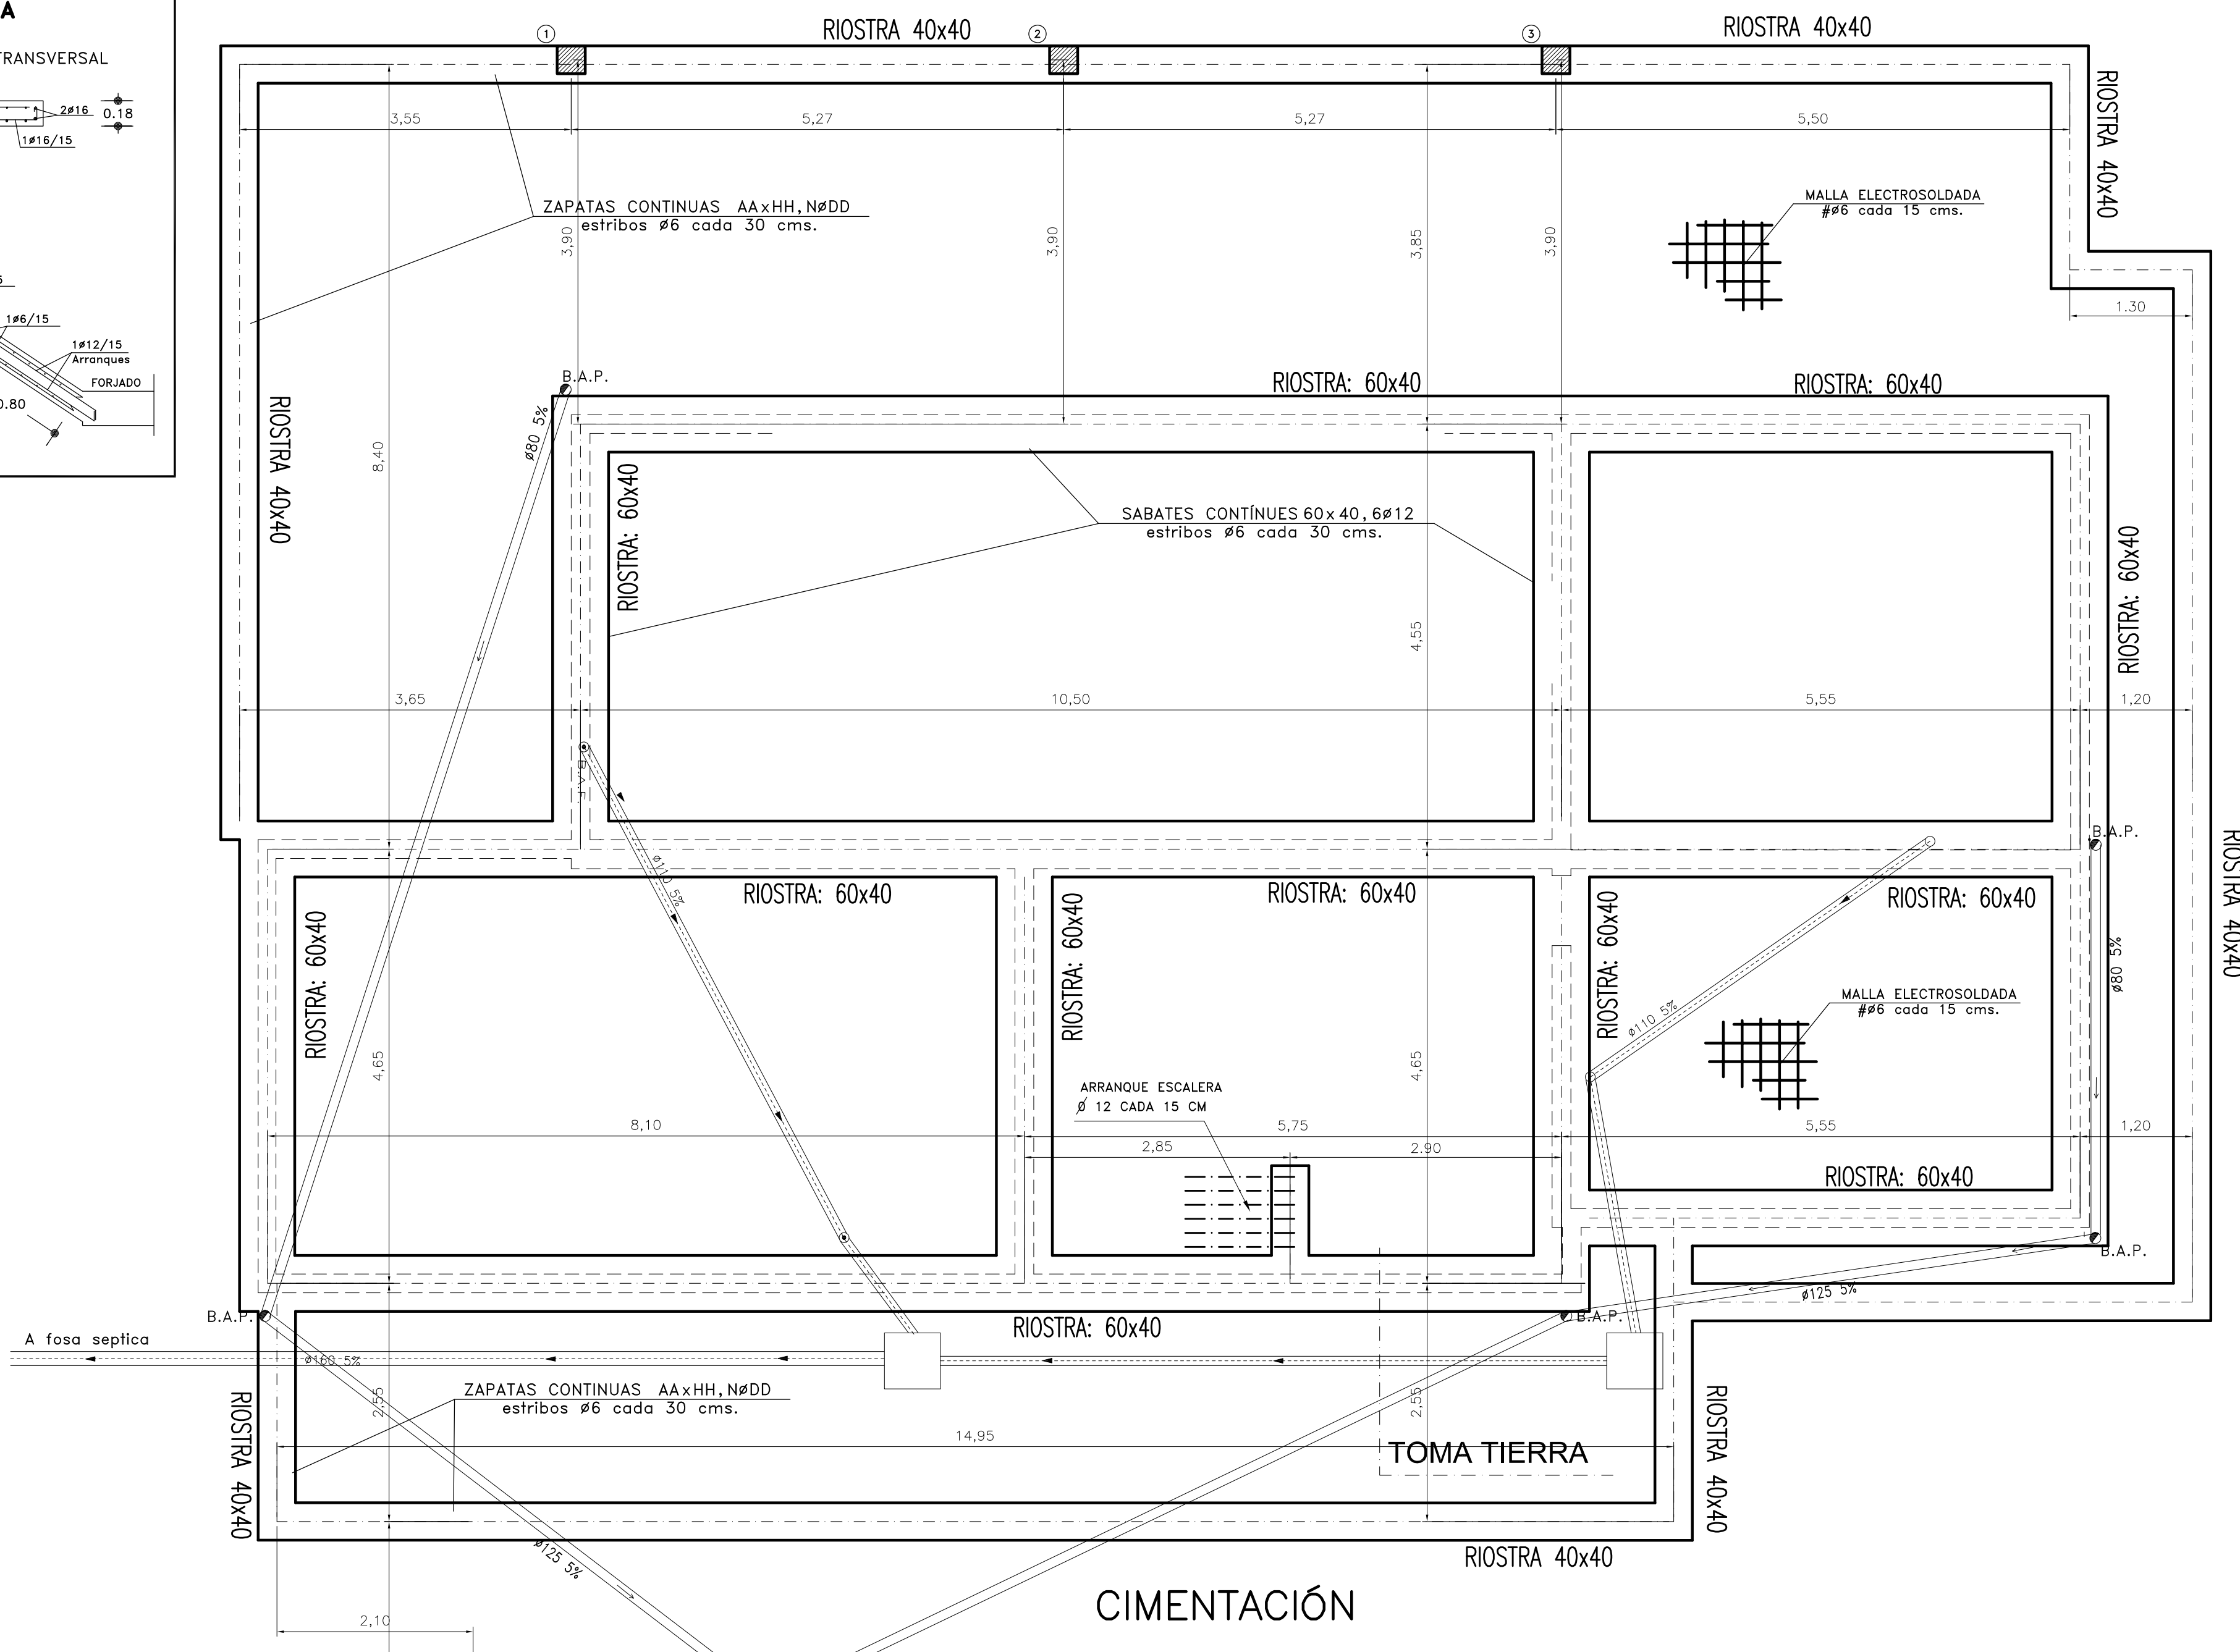 A
TRANSVERSAL
2ø16
0.18
1ø16/15
1ø6/15
1ø12/15
Arranques
FORJADO
0.80
1
RIOSTRA 40x40
2
3
RIOSTRA 40x40
RIOSTRA 40x40
3,55
5,27
5,27
5,50
ZAPATAS CONTINUAS AAxHH,NøDD
estribos ø6 cada 30 cms.
3,90
3,90
3,85
3,90
MALLA ELECTROSOLDADA
#ø6 cada 15 cms.
1.30
B.A.P.
RIOSTRA: 60x40
RIOSTRA: 60x40
RIOSTRA 40x40
8,40
ø80 5%
RIOSTRA: 60x40
SABATES CONTÍNUES 60x40,6ø12
estribos ø6 cada 30 cms.
RIOSTRA: 60x40
4,55
3,65
10,50
5,55
1,20
B.A.F.
B.A.P.
RIOSTRA 40x40
ø110 5%
RIOSTRA: 60x40
RIOSTRA: 60x40
RIOSTRA: 60x40
RIOSTRA: 60x40
RIOSTRA: 60x40
RIOSTRA: 60x40
ø80 5%
MALLA ELECTROSOLDADA
#ø6 cada 15 cms.
ø110 5%
4,65
4,65
ARRANQUE ESCALERA
Ø 12 CADA 15 CM
8,10
5,75
5,55
1,20
2,85
2.90
RIOSTRA: 60x40
B.A.P.
ø125 5%
B.A.P.
B.A.P.
RIOSTRA: 60x40
A fosa septica
ø160 5%
ZAPATAS CONTINUAS AAxHH,NøDD
estribos ø6 cada 30 cms.
2,55
2,55
RIOSTRA 40x40
RIOSTRA 40x40
14,95
TOMA TIERRA
ø125 5%
RIOSTRA 40x40
CIMENTACIÓN
2,10